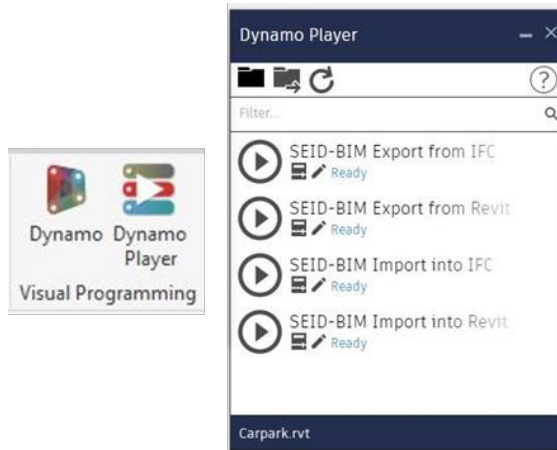 Dynamo Dynamo
Player
Visual Programming
Dynamo Player
Filter...
SEID-BIM Export from IFC
Ready
SEID-BIM Export from Revit
Ready
SEID-BIM Import into IFC
Ready
SEID-BIM Import into Revit
Ready
Carpark.rvt